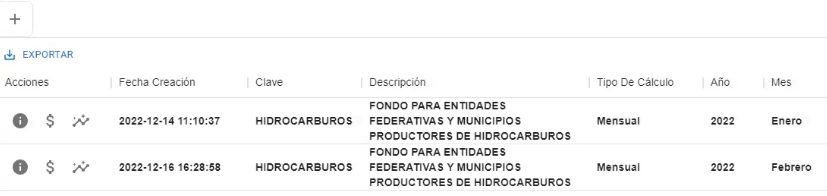 EXPORTAR
Acciones Fecha Creación Clave Descripción Tipo De Cálculo Año Mes
FONDO PARA ENTIDADES
2022-12-14 11:10:37 HIDROCARBUROS FEDERATIVAS Y MUNICIPIOS Mensual 2022 Enero
PRODUCTORES DE HIDROCARBUROS
FONDO PARA ENTIDADES
2022-12-16 16:28:58 HIDROCARBUROS FEDERATIVAS Y MUNICIPIOS Mensual 2022 Febrero
PRODUCTORES DE HIDROCARBUROS